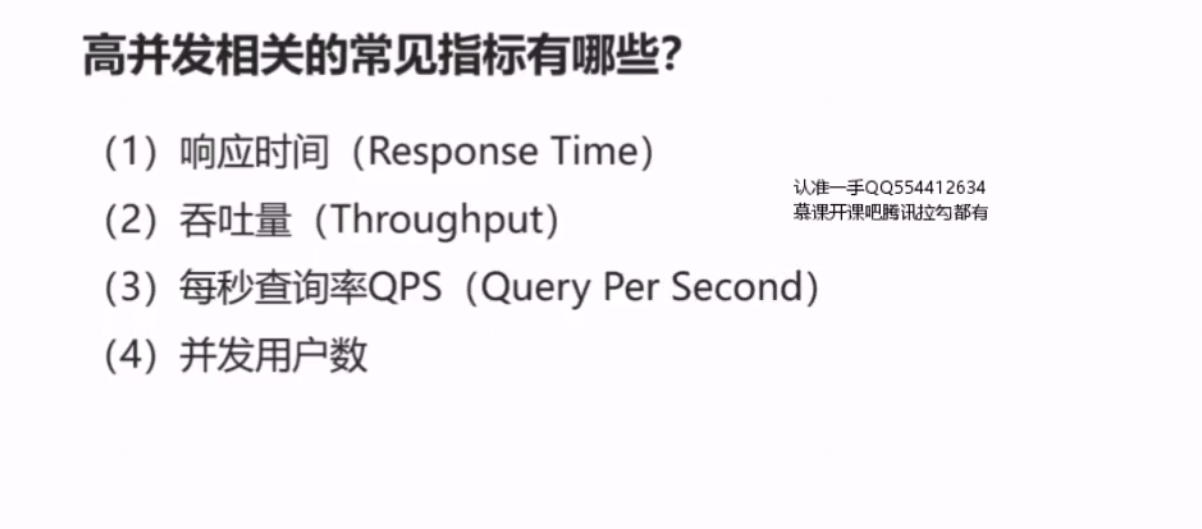 高并发相关的常见指标有哪些?
（1）响应时间（Response Time）
认准一手QQ554412634
慕课开课吧腾讯拉勾都有
（2）吞吐量（Throughput）
（3）每秒查询率QPS（Query Per Second）
（4）并发用户数